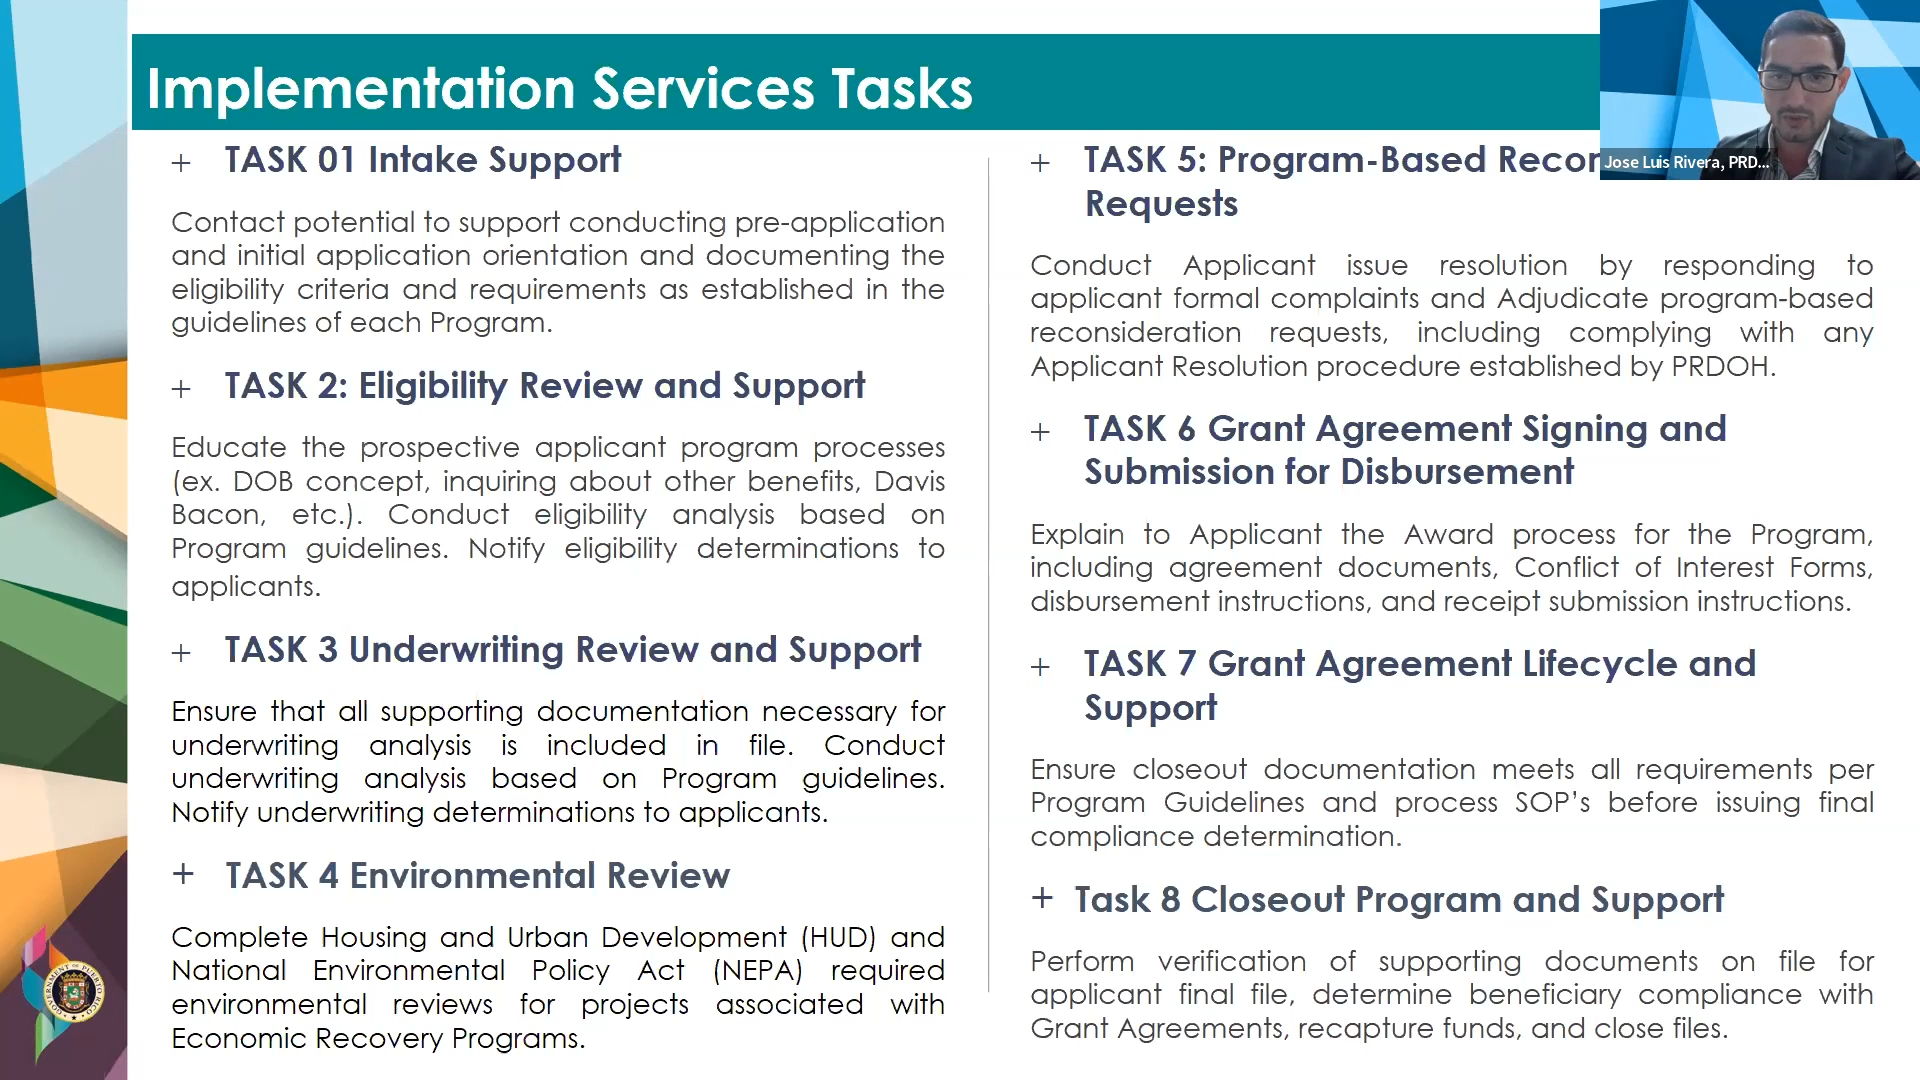 Implementation Services Tasks
+ TASK 01 Intake Support
Contact potential to support conducting pre-application
and initial application orientation and documenting the
eligibility criteria and requirements as established in the
guidelines of each Program.
+ TASK 2: Eligibility Review and Support
Educate the prospective applicant program processes
(ex. DOB concept, inquiring about other benefits, Davis
Bacon, etc.). Conduct eligibility analysis based on
Program guidelines. Notify eligibility determinations to
applicants.
+ TASK 3 Underwriting Review and Support
Ensure that all supporting documentation necessary for
underwriting analysis is included in file. Conduct
underwriting analysis based on Program guidelines.
Notify underwriting determinations to applicants.
+ TASK 4 Environmental Review
Complete Housing and Urban Development (HUD) and
National Environmental Policy Act (NEPA) required
environmental reviews for projects associated with
Economic Recovery Programs.
+ TASK 5: Program-Based Recon
Requests
Conduct Applicant issue resolution by responding to
applicant formal complaints and Adjudicate program-based
reconsideration requests, including complying with any
Applicant Resolution procedure established by PRDOH.
+ TASK 6 Grant Agreement Signing and
Submission for Disbursement
Explain to Applicant the Award process for the Program,
including agreement documents, Conflict of Interest Forms,
disbursement instructions, and receipt submission instructions.
+ TASK 7 Grant Agreement Lifecycle and
Support
Ensure closeout documentation meets all requirements per
Program Guidelines and process SOP’s before issuing final
compliance determination.
+ Task 8 Closeout Program and Support
Perform verification of supporting documents on file for
applicant final file, determine beneficiary compliance with
Grant Agreements, recapture funds, and close files.
Jose Luis Rivera, PRD...
GOVERNMENT OF PUERTO RICO